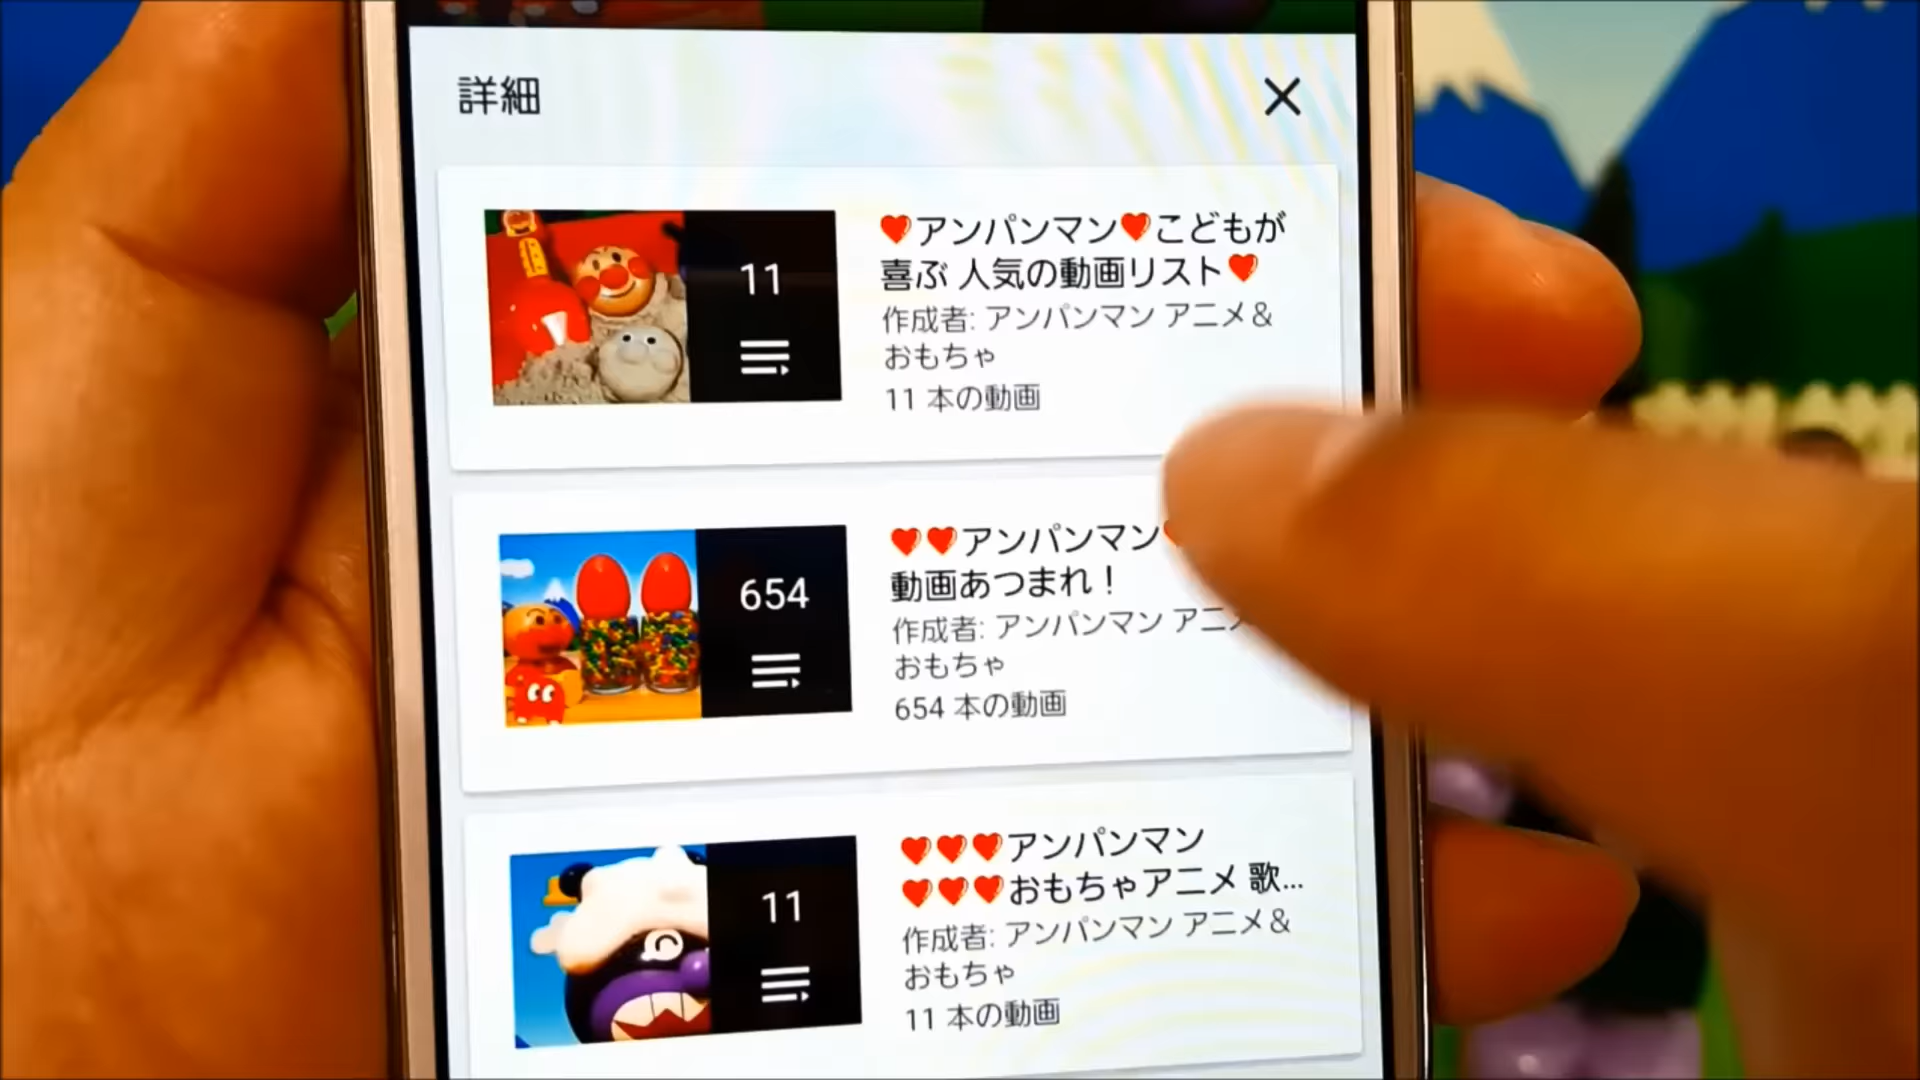 詳細
11
❤アンパンマン❤こどもが
喜ぶ 人気の動画リスト❤
作成者: アンパンマン アニメ&
おもちゃ
11 本の動画
654
❤❤アンパンマン
動画あつまれ！
作成者: アンパンマン アニメ
おもちゃ
654 本の動画
11
❤❤❤アンパンマン
❤❤❤おもちゃアニメ 歌...
作成者: アンパンマン アニメ&
おもちゃ
11 本の動画